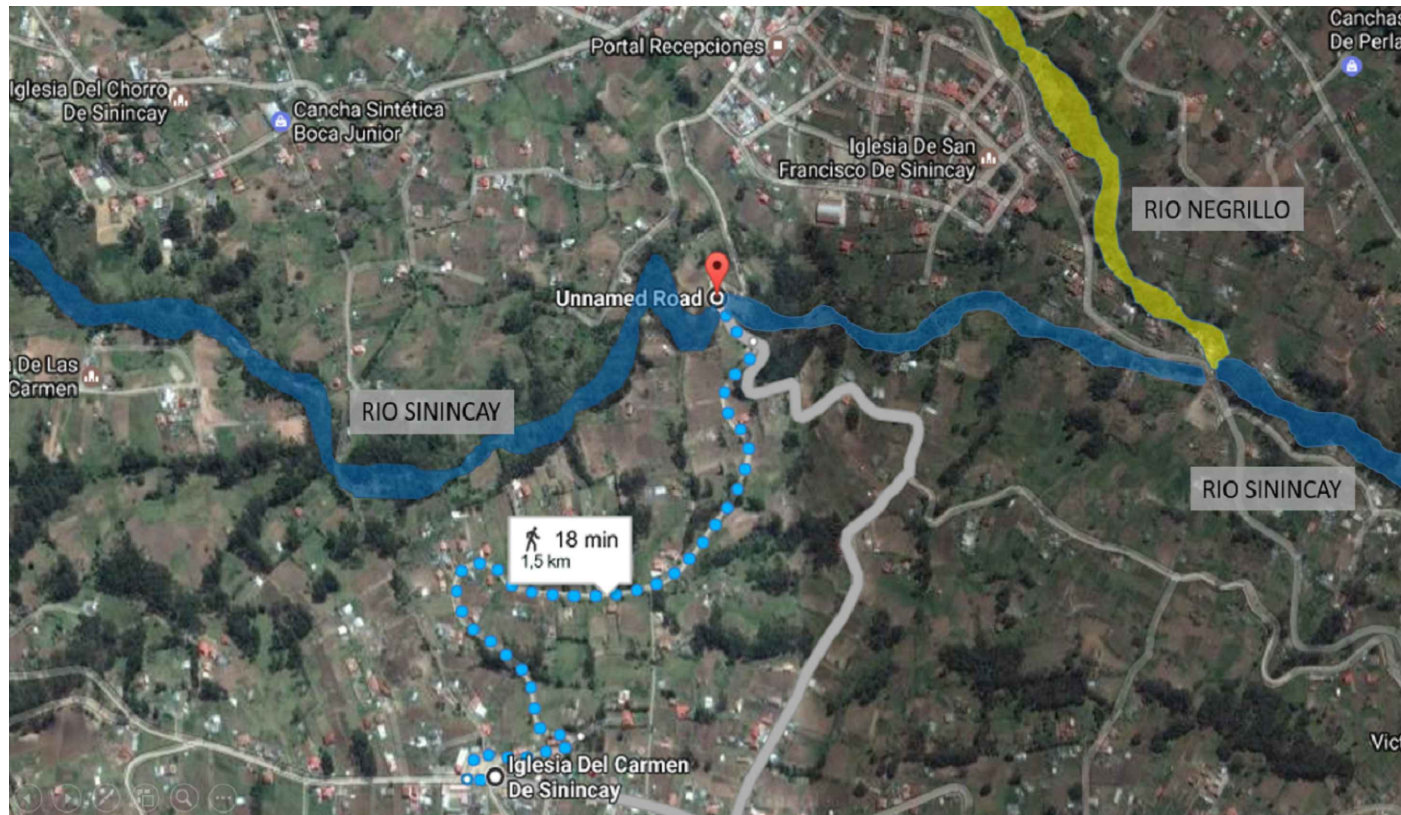 Portal Recepciones
Canchas
De Perla
Iglesia Del Chorro
De Sinincay
Cancha Sintética
Boca Junior
Iglesia De San
Francisco De Sinincay
RIO NEGRILLO
Unnamed Road
De Las
Carmen
RIO SININCAY
RIO SININCAY
18 min
1,5 km
Vict
Iglesia Del Carmen
De Sinincay